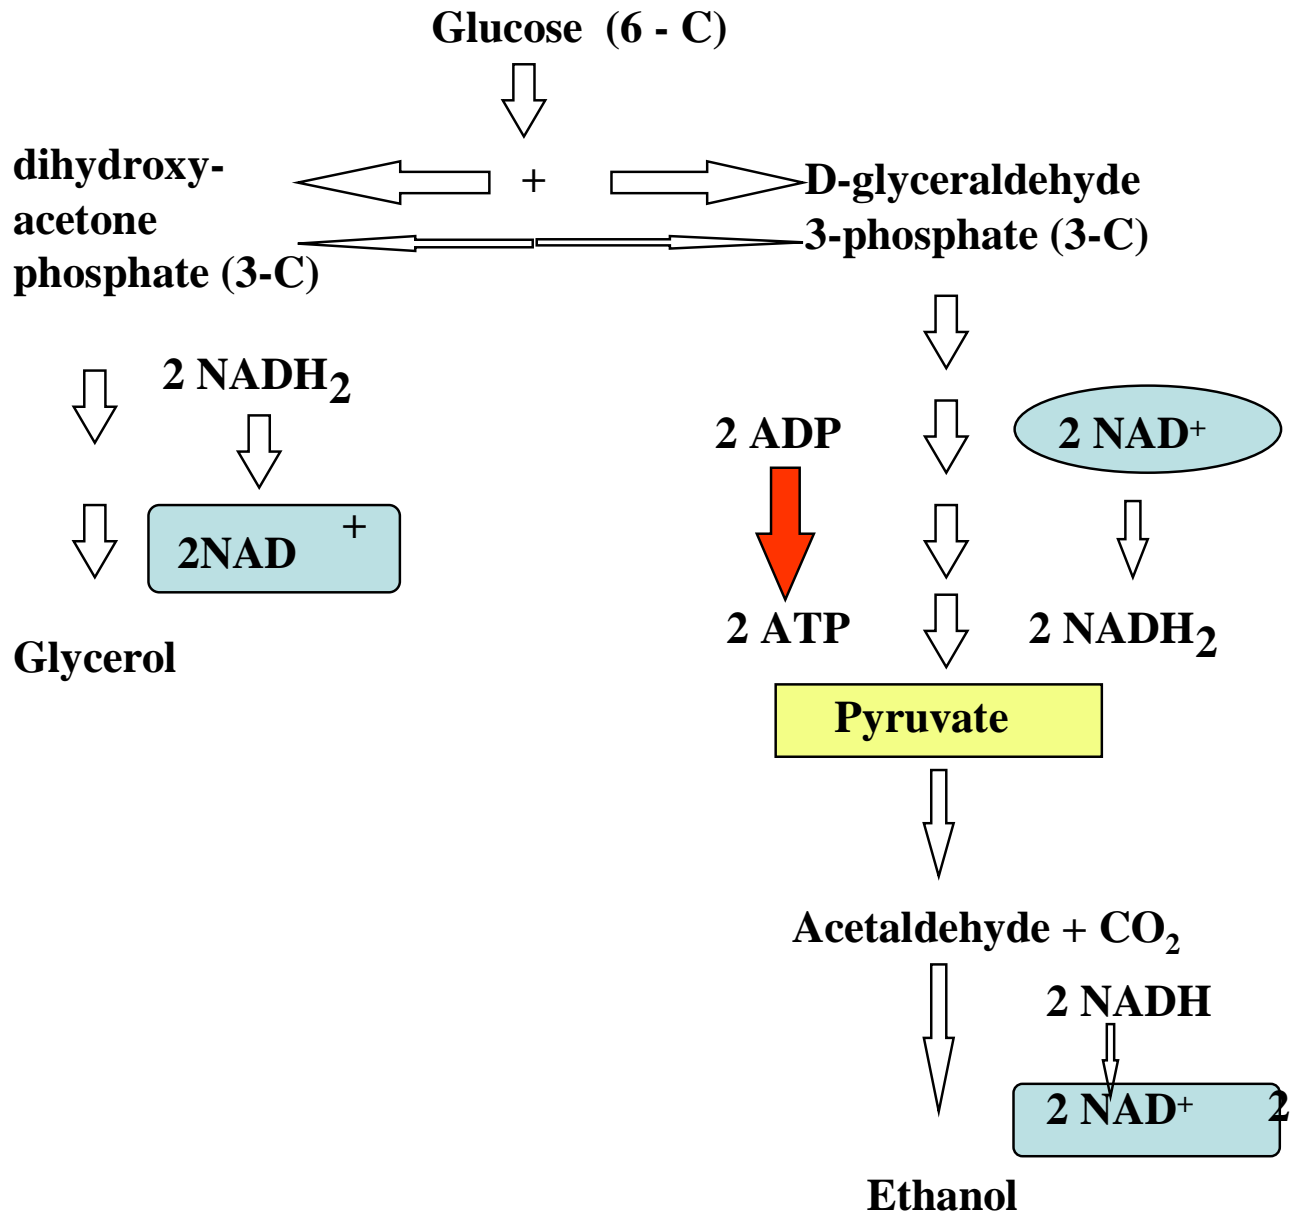 Glucose (6 - C)
dihydroxy-
acetone
phosphate (3-C)
+
D-glyceraldehyde
3-phosphate (3-C)
2 NADH2
2NAD +
Glycerol
2 ADP
2 ATP
2 NAD+
2 NADH2
Pyruvate
Acetaldehyde + CO2
2 NADH
2 NAD+ 2
Ethanol